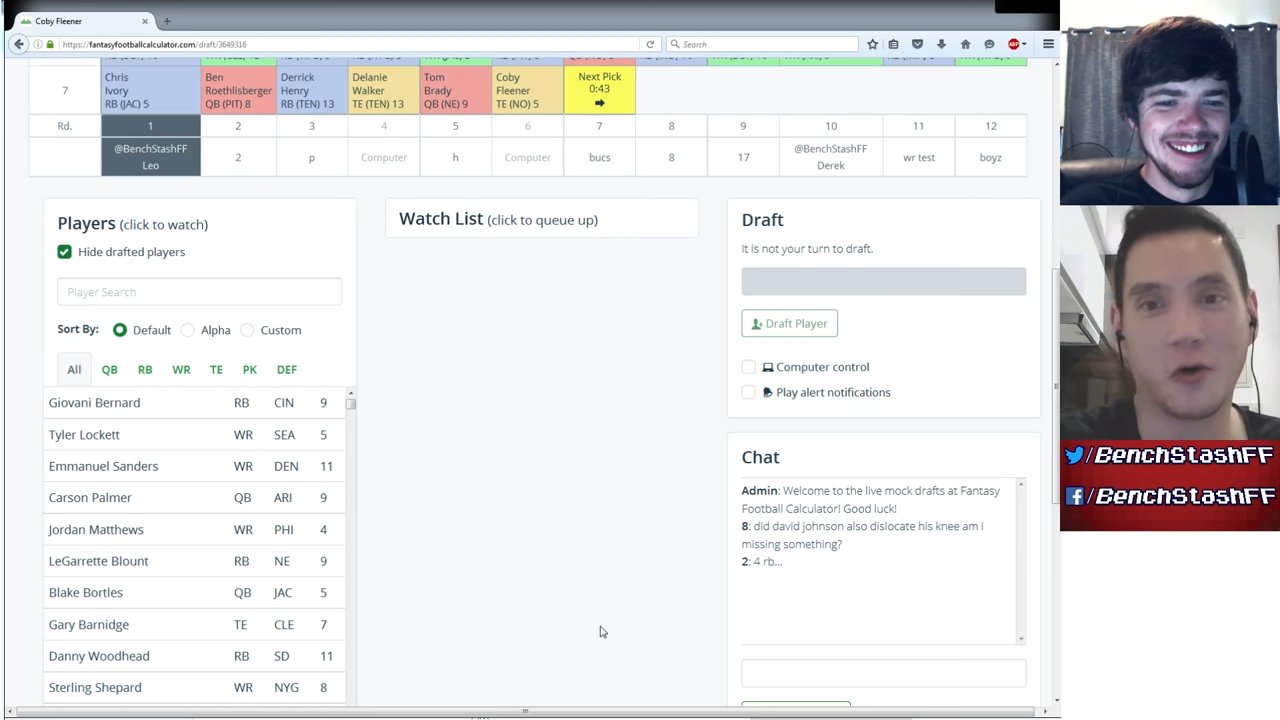 Coby Fleener
https://fantasyfootballcalculator.com/draft/3649316
Search
ABP
7
Chris Ivory RB (JAC) 5
Ben Roethlisberger QB (PIT) 8
Derrick Henry RB (TEN) 13
Delanie Walker TE (TEN) 13
Tom Brady QB (NE) 9
Coby Fleener TE (NO) 5
Next Pick 0:43
Rd. 1 2 3 4 5 6 7 8 9 10 11 12
@BenchStashFF Leo 2 p Computer h Computer bucs 8 17 @BenchStashFF Derek wr test boyz
Players (click to watch)
Hide drafted players
Player Search
Sort By: Default Alpha Custom
All QB RB WR TE PK DEF
Giovani Bernard RB CIN 9
Tyler Lockett WR SEA 5
Emmanuel Sanders WR DEN 11
Carson Palmer QB ARI 9
Jordan Matthews WR PHI 4
LeGarrette Blount RB NE 9
Blake Bortles QB JAC 5
Gary Barnidge TE CLE 7
Danny Woodhead RB SD 11
Sterling Shepard WR NYG 8
Watch List (click to queue up)
Draft
It is not your turn to draft.
Draft Player
Computer control
Play alert notifications
Chat
Admin: Welcome to the live mock drafts at Fantasy
Football Calculator! Good luck!
8: did david johnson also dislocate his knee am i
missing something?
2: 4 rb...
/BenchStashFF
/BenchStashFF